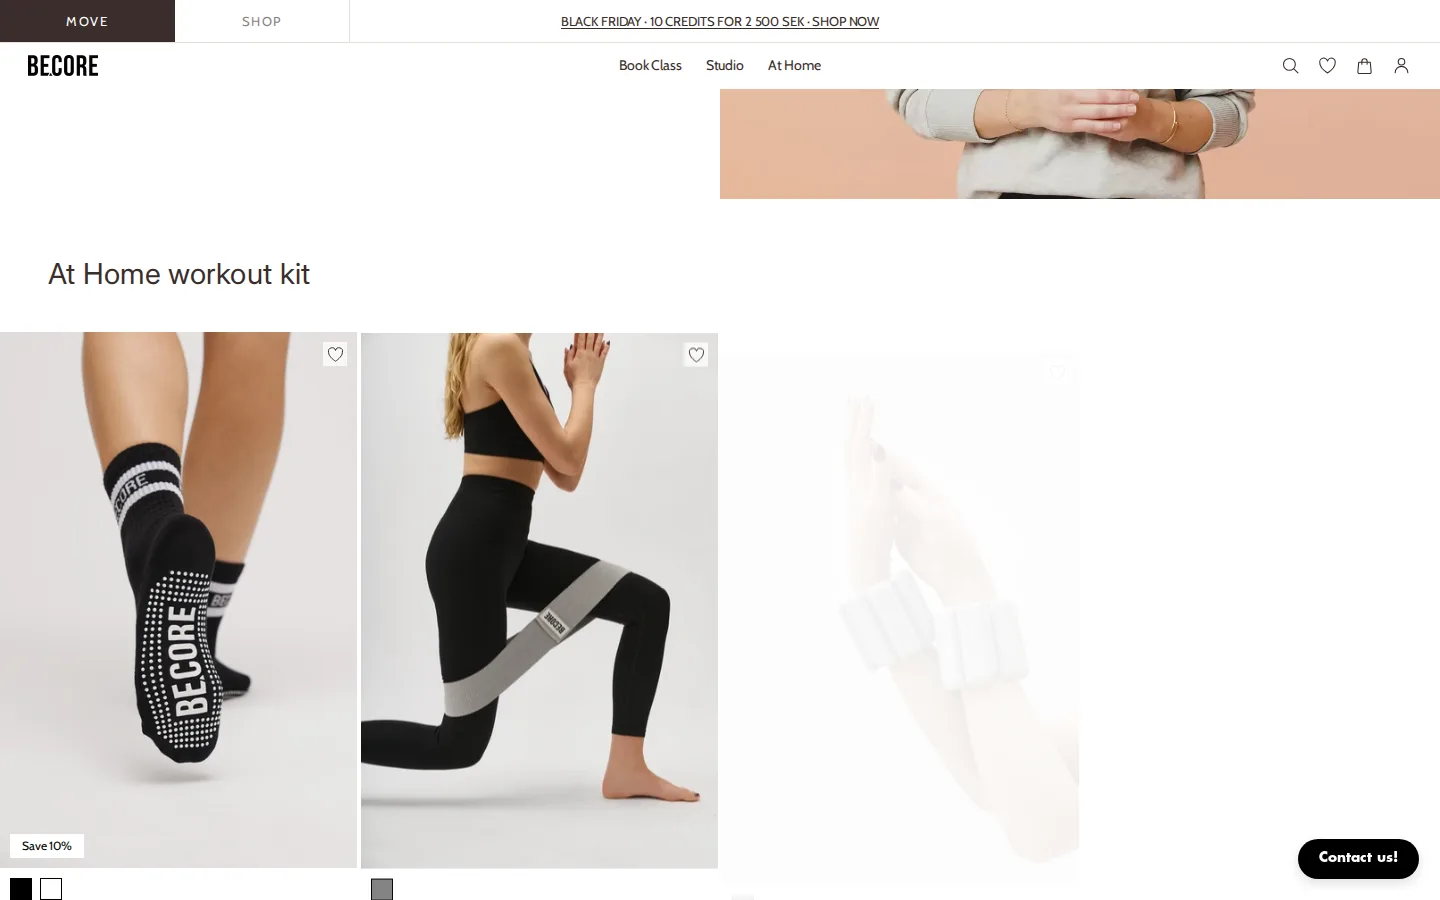 MOVE
SHOP
BLACK FRIDAY · 10 CREDITS FOR 2 500 SEK · SHOP NOW
BECORE
Book Class
Studio
At Home
At Home workout kit
BECORE
BECORE
BECORE
Save 10%
Contact us!